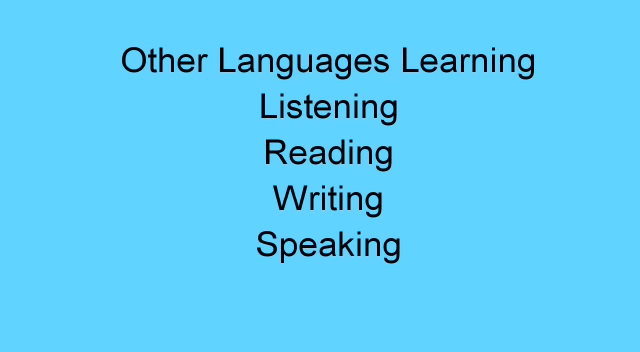 Other Languages Learning
Listening
Reading
Writing
Speaking